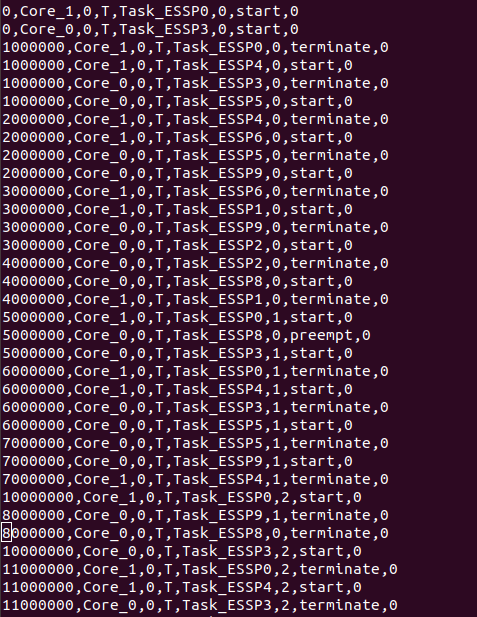 0,Core_1,0,T,Task_ESSP0,0,start,0
0,Core_0,0,T,Task_ESSP3,0,start,0
1000000,Core_1,0,T,Task_ESSP0,0,terminate,0
1000000,Core_1,0,T,Task_ESSP4,0,start,0
1000000,Core_0,0,T,Task_ESSP3,0,terminate,0
1000000,Core_0,0,T,Task_ESSP5,0,start,0
2000000,Core_1,0,T,Task_ESSP4,0,terminate,0
2000000,Core_1,0,T,Task_ESSP6,0,start,0
2000000,Core_0,0,T,Task_ESSP5,0,terminate,0
2000000,Core_0,0,T,Task_ESSP9,0,start,0
3000000,Core_1,0,T,Task_ESSP6,0,terminate,0
3000000,Core_1,0,T,Task_ESSP1,0,start,0
3000000,Core_0,0,T,Task_ESSP9,0,terminate,0
3000000,Core_0,0,T,Task_ESSP2,0,start,0
4000000,Core_0,0,T,Task_ESSP2,0,terminate,0
4000000,Core_0,0,T,Task_ESSP8,0,start,0
4000000,Core_1,0,T,Task_ESSP1,0,terminate,0
5000000,Core_1,0,T,Task_ESSP0,1,start,0
5000000,Core_0,0,T,Task_ESSP8,0,preempt,0
5000000,Core_0,0,T,Task_ESSP3,1,start,0
6000000,Core_1,0,T,Task_ESSP0,1,terminate,0
6000000,Core_1,0,T,Task_ESSP4,1,start,0
6000000,Core_0,0,T,Task_ESSP3,1,terminate,0
6000000,Core_0,0,T,Task_ESSP5,1,start,0
7000000,Core_0,0,T,Task_ESSP5,1,terminate,0
7000000,Core_0,0,T,Task_ESSP9,1,start,0
7000000,Core_1,0,T,Task_ESSP4,1,terminate,0
10000000,Core_1,0,T,Task_ESSP0,2,start,0
8000000,Core_0,0,T,Task_ESSP9,1,terminate,0
8000000,Core_0,0,T,Task_ESSP8,0,terminate,0
10000000,Core_0,0,T,Task_ESSP3,2,start,0
11000000,Core_1,0,T,Task_ESSP0,2,terminate,0
11000000,Core_1,0,T,Task_ESSP4,2,start,0
11000000,Core_0,0,T,Task_ESSP3,2,terminate,0